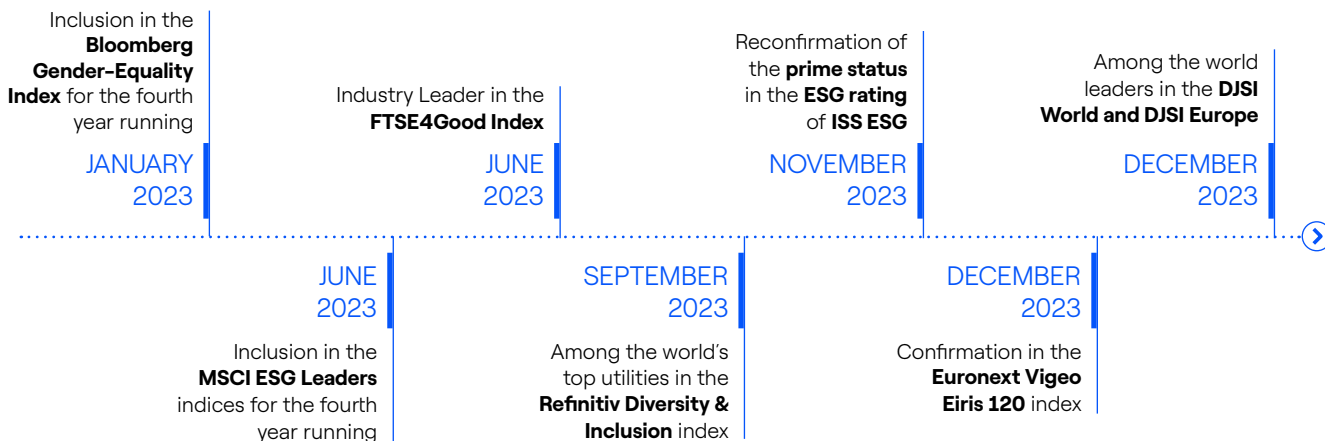 Inclusion in the
Bloomberg
Gender-Equality
Index for the fourth
year running
JANUARY
2023
Inclusion in the
MSCI ESG Leaders
indices for the fourth
year running
JUNE
2023
Industry Leader in the
FTSE4Good Index
JUNE
2023
Among the world's
top utilities in the
Refinitiv Diversity &
Inclusion index
SEPTEMBER
2023
Reconfirmation of
the prime status
in the ESG rating
of ISS ESG
NOVEMBER
2023
Confirmation in the
Euronext Vigeo
Eiris 120 index
DECEMBER
2023
Among the world
leaders in the DJSI
World and DJSI Europe
DECEMBER
2023